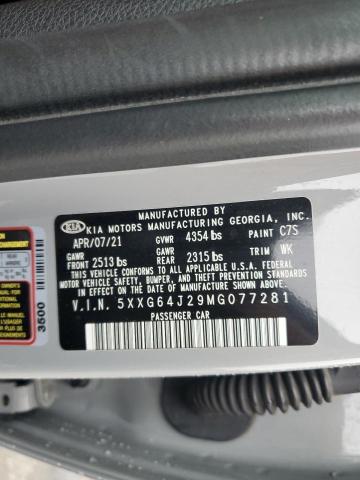 MANUFACTURED BY
KIA KIA MOTORS MANUFACTURING GEORGIA, INC.
APR/07/21 GVWR 4354 lbs PAINT C7S
GAWR FRONT 2513 lbs GAWR REAR 2315 lbs TRIM WK
THIS VEHICLE CONFORMS TO ALL APPLICABLE
FEDERAL MOTOR VEHICLE SAFETY, BUMPER,
AND THEFT PREVENTION STANDARDS IN EFFECT
ON THE DATE OF MANUFACTURE SHOWN ABOVE.
V.I.N. 5XXG64J29MG077281
PASSENGER CAR
3500